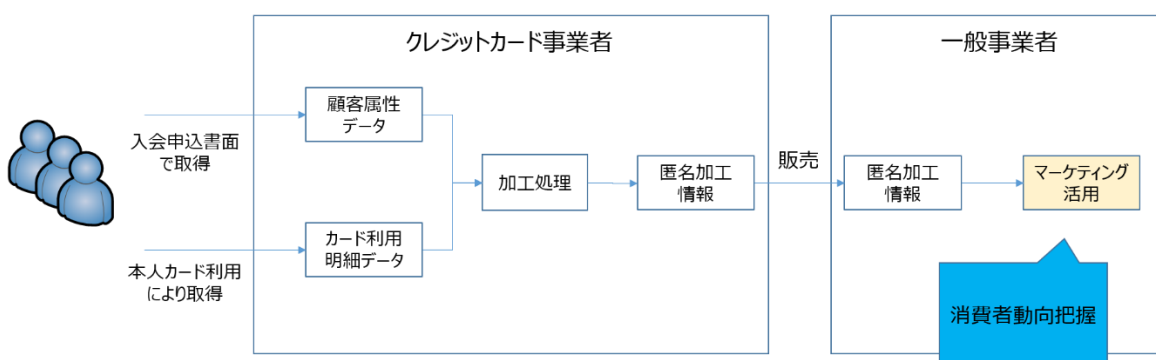 クレジットカード事業者
一般事業者
入会申込書面
で取得
顧客属性
データ
加工処理
匿名加工
情報
販売
匿名加工
情報
マーケティング
活用
本人カード利用
により取得
カード利用
明細データ
消費者動向把握